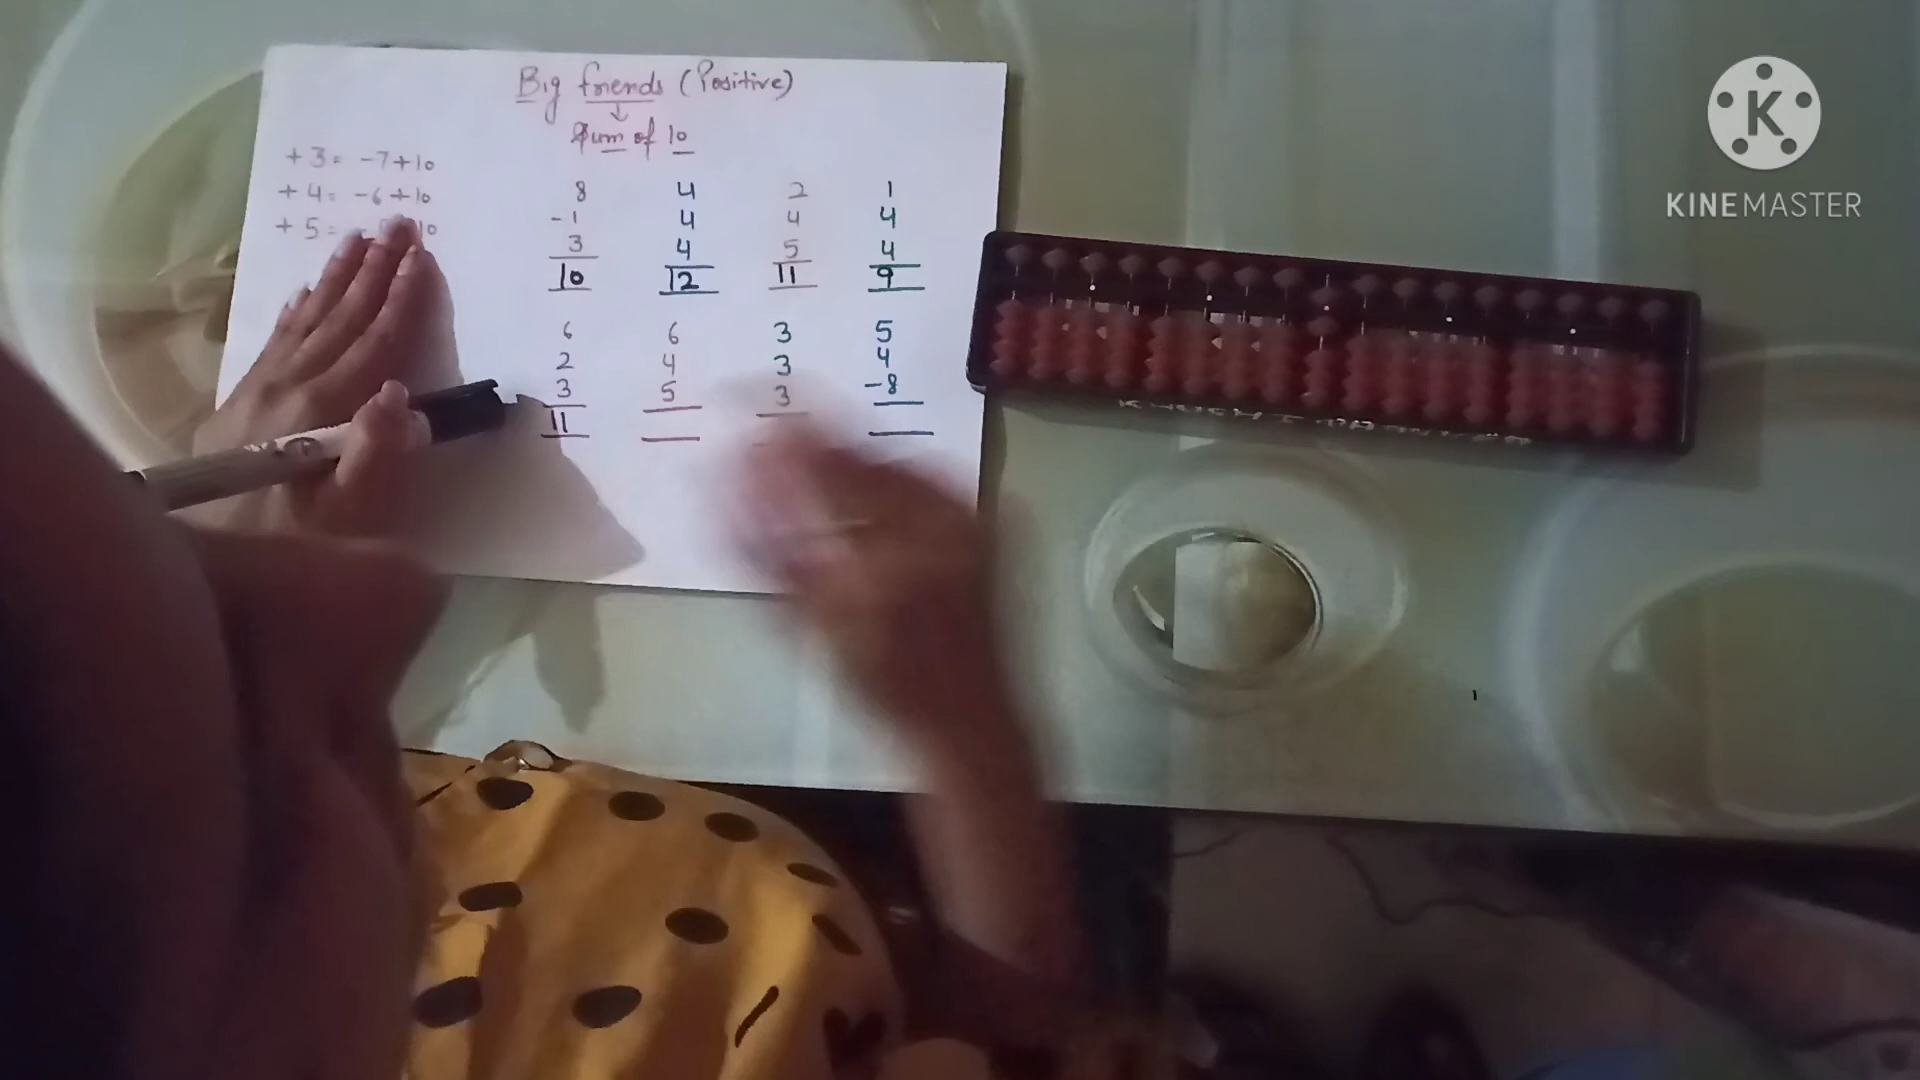 Big friends (Positive)
Sum of 10
+3= -7+10
+4= -6+10
+5= 10
8 4 2 1
-1 4 4 4
3 4 5 4
10 12 11 9
6 6 3 5
2 4 3 4
3 5 3 -8
11
K
KINEMASTER